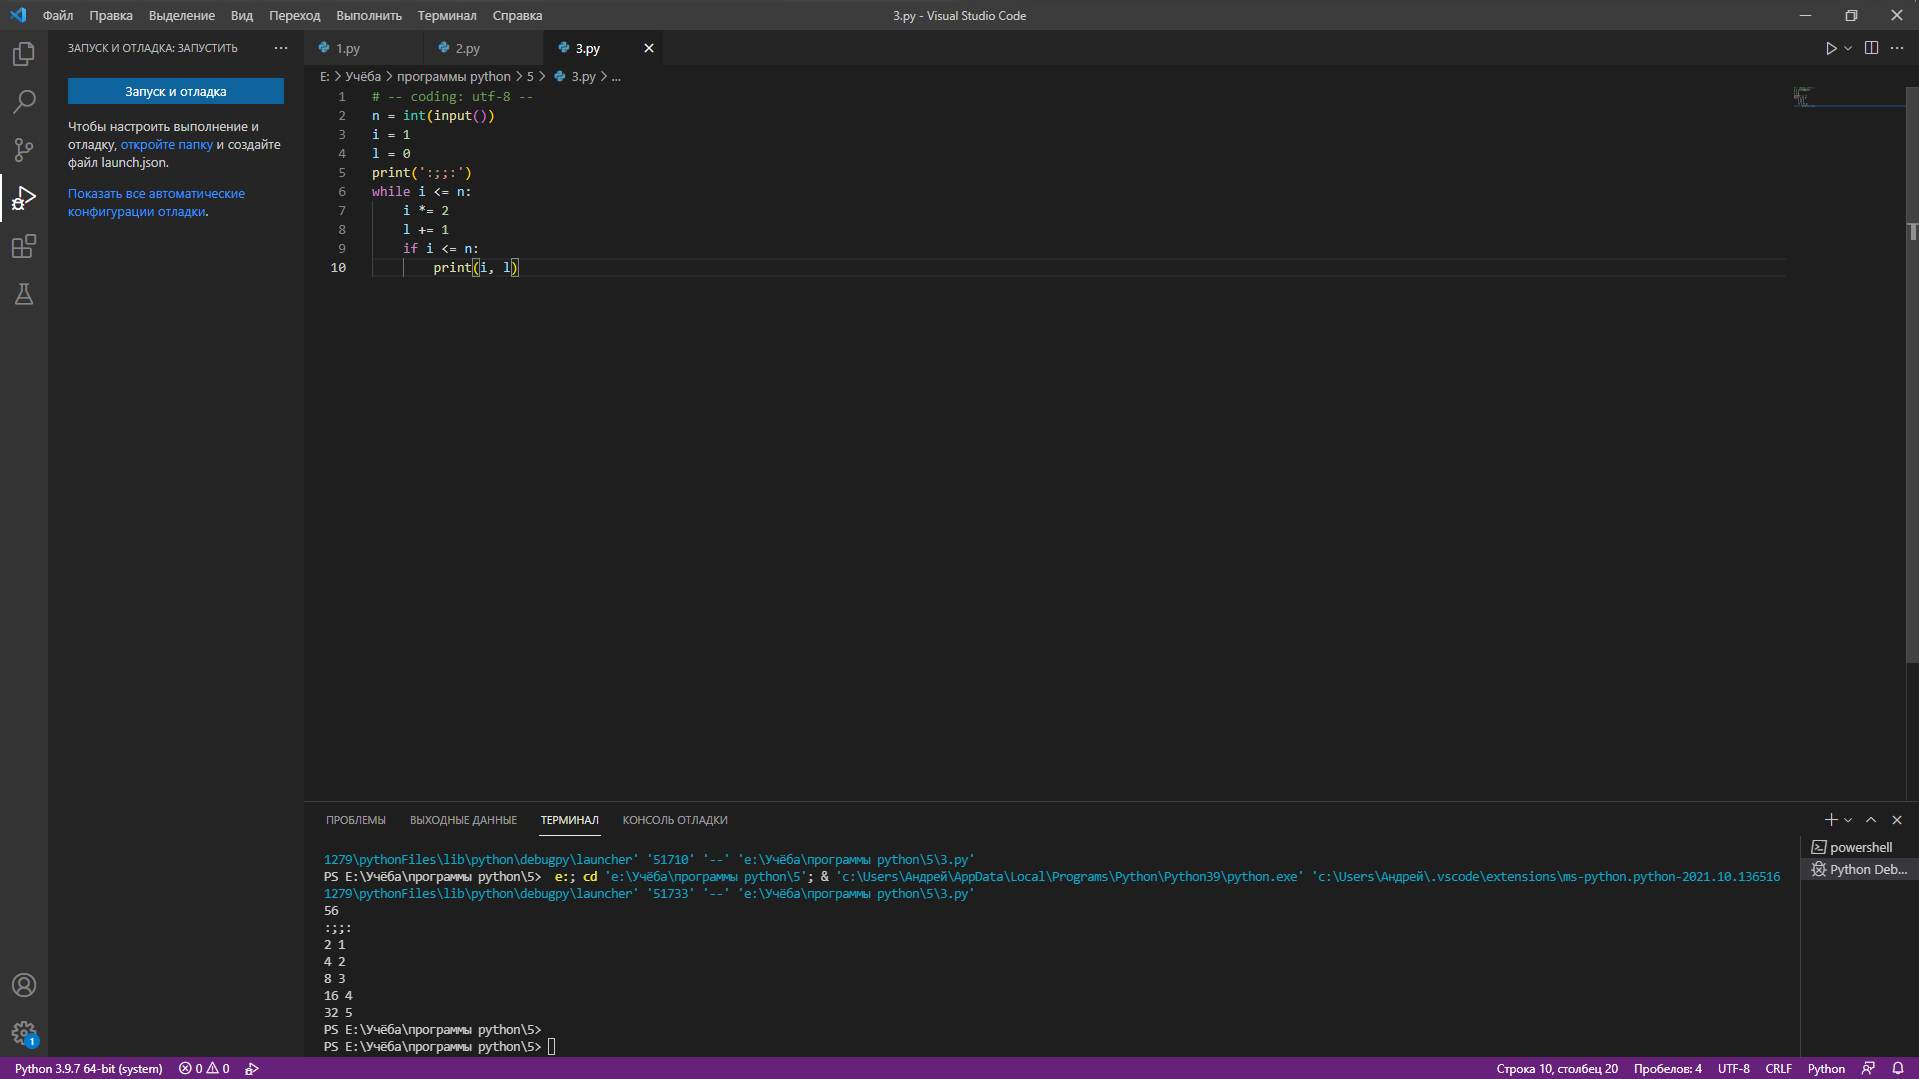 Файл Правка Выделение Вид Переход Выполнить Терминал Справка
3.py - Visual Studio Code
ЗАПУСК И ОТЛАДКА: ЗАПУСТИТЬ ···
1.py 2.py 3.py
E: > Учёба > программы python > 5 > 3.py > ...
Запуск и отладка
Чтобы настроить выполнение и
отладку, откройте папку и создайте
файл launch.json.
Показать все автоматические
конфигурации отладки.
1 # -- coding: utf-8 --
2 n = int(input())
3 i = 1
4 l = 0
5 print(':;;:')
6 while i <= n:
7     i *= 2
8     l += 1
9     if i <= n:
10         print(i, l)
ПРОБЛЕМЫ ВЫХОДНЫЕ ДАННЫЕ ТЕРМИНАЛ КОНСОЛЬ ОТЛАДКИ
1279\pythonFiles\lib\python\debugpy\launcher' '51710' '--' 'e:\Учёба\программы python\5\3.py'
PS E:\Учёба\программы python\5>  e:; cd 'e:\Учёба\программы python\5'; & 'c:\Users\Андрей\AppData\Local\Programs\Python\Python39\python.exe' 'c:\Users\Андрей\.vscode\extensions\ms-python.python-2021.10.136516
1279\pythonFiles\lib\python\debugpy\launcher' '51733' '--' 'e:\Учёба\программы python\5\3.py'
56
:;;:
2 1
4 2
8 3
16 4
32 5
PS E:\Учёба\программы python\5>
PS E:\Учёба\программы python\5>
powershell
Python Deb...
1
Python 3.9.7 64-bit (system) 0 0
Строка 10, столбец 20 Пробелов: 4 UTF-8 CRLF Python